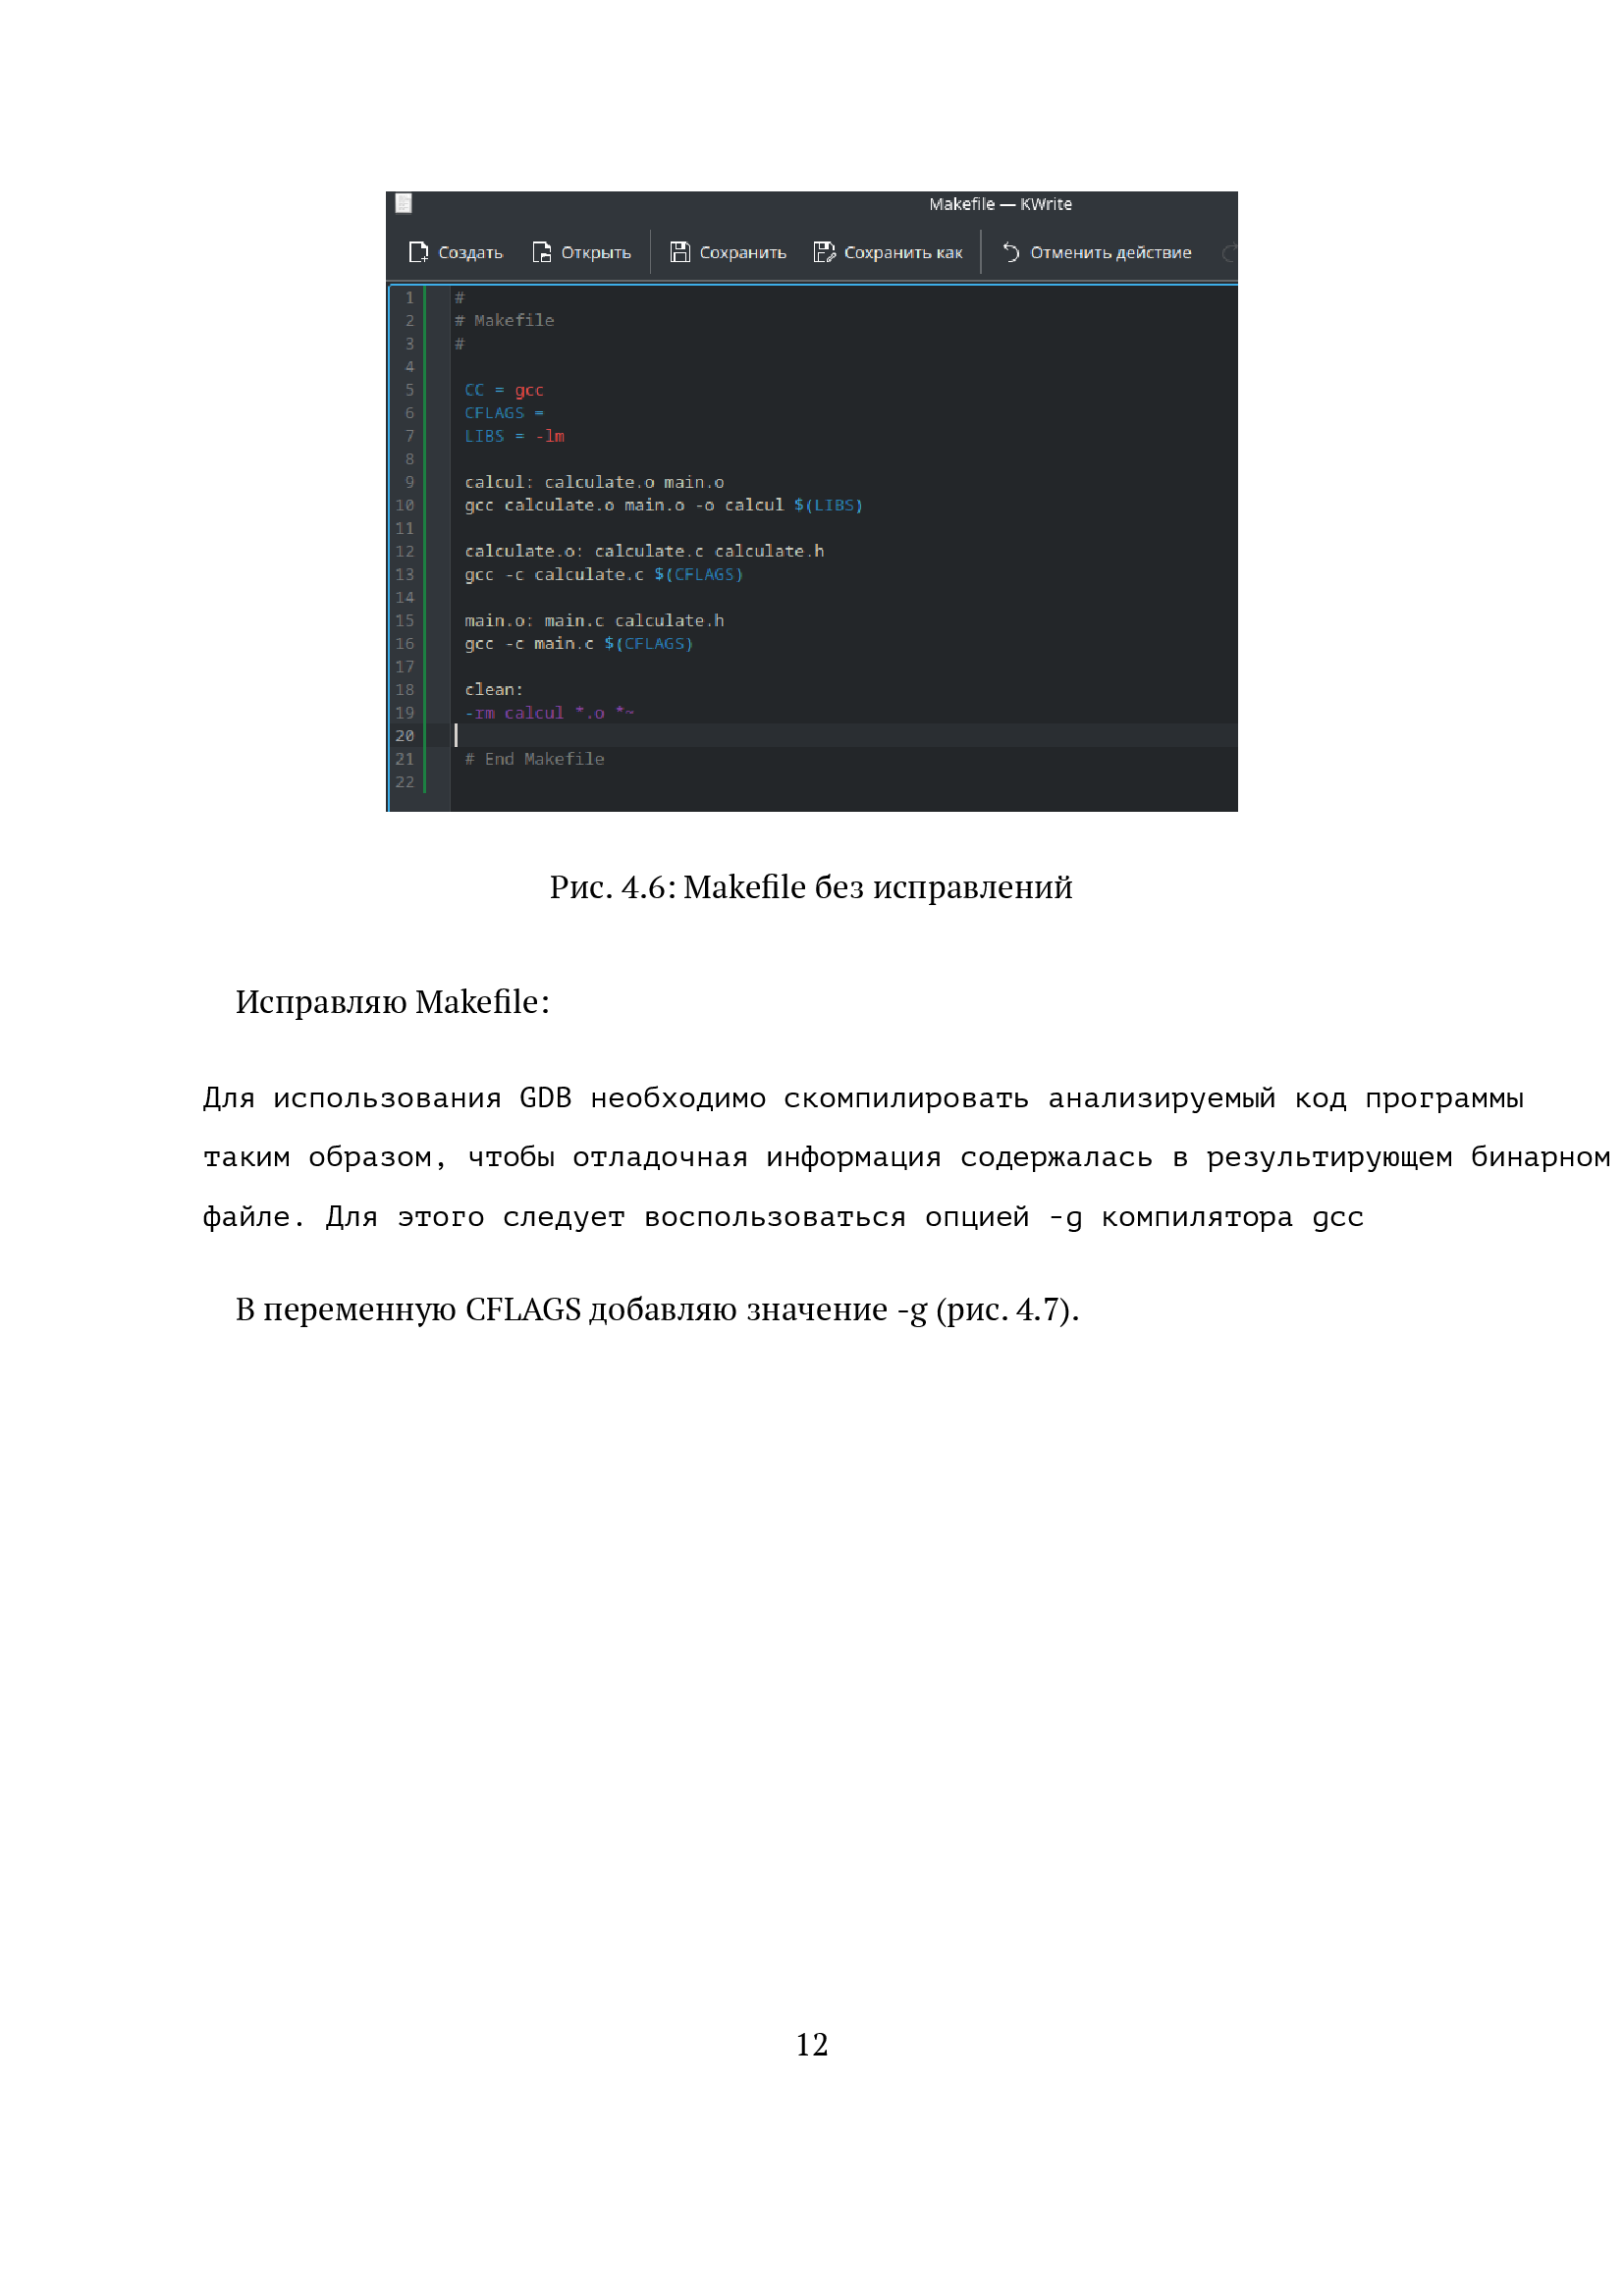 Makefile — KWrite
Создать Открыть Сохранить Сохранить как Отменить действие
1 #
2 # Makefile
3 #
4
5 CC = gcc
6 CFLAGS =
7 LIBS = -lm
8
9 calcul: calculate.o main.o
10 gcc calculate.o main.o -o calcul $(LIBS)
11
12 calculate.o: calculate.c calculate.h
13 gcc -c calculate.c $(CFLAGS)
14
15 main.o: main.c calculate.h
16 gcc -c main.c $(CFLAGS)
17
18 clean:
19 -rm calcul *.o *~
20
21 # End Makefile
22
Рис. 4.6: Makefile без исправлений
Исправляю Makefile:
Для использования GDB необходимо скомпилировать анализируемый код программы
таким образом, чтобы отладочная информация содержалась в результирующем бинарном
файле. Для этого следует воспользоваться опцией -g компилятора gcc
В переменную CFLAGS добавляю значение -g (рис. 4.7).
12